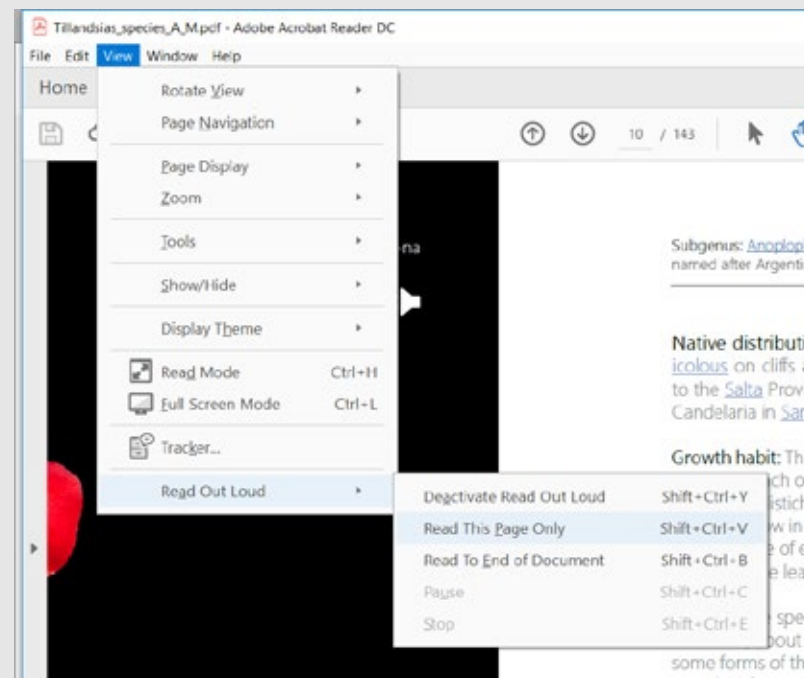 Tillandsias_species_A_M.pdf - Adobe Acrobat Reader DC
File Edit View Window Help
Home
10 / 143
Rotate View
Page Navigation
Page Display
Zoom
Tools
Show/Hide
Display Theme
Read Mode Ctrl+H
Full Screen Mode Ctrl+L
Tracker...
Read Out Loud
Deactivate Read Out Loud Shift+Ctrl+Y
Read This Page Only Shift+Ctrl+V
Read To End of Document Shift+Ctrl+B
Pause Shift+Ctrl+C
Stop Shift+Ctrl+E
Subgenus:
named after
Native
icolous on cliffs
to the Salta
Candelaria in
Growth habit:
some forms of